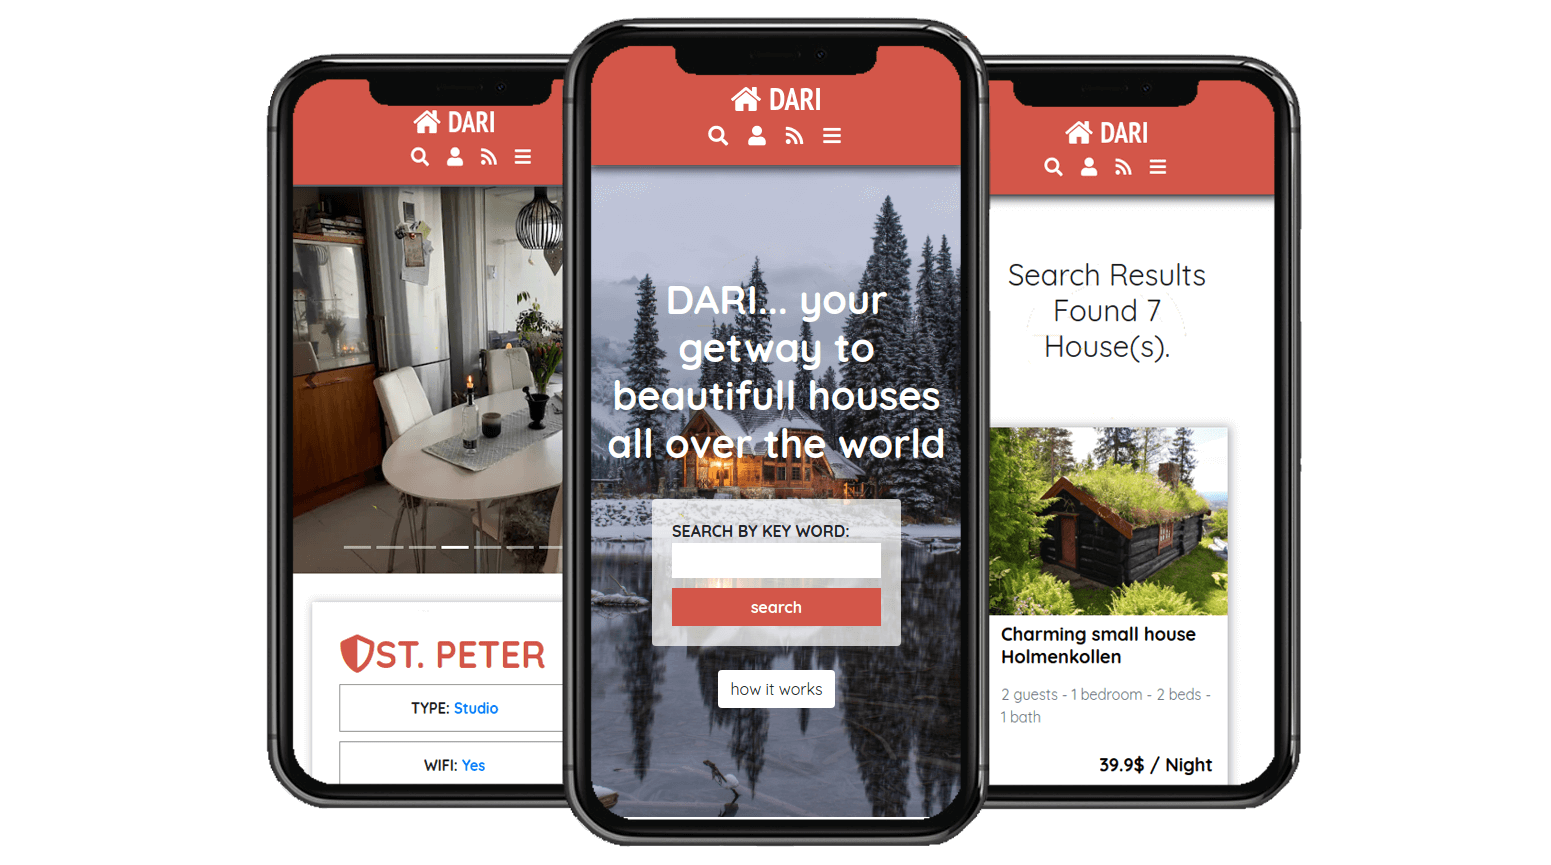 DARI
ST. PETER
TYPE: Studio
WIFI: Yes
DARI
DARI... your
getway to
beautifull houses
all over the world
SEARCH BY KEY WORD:
search
how it works
DARI
Search Results
Found 7
House(s).
Charming small house
Holmenkollen
2 guests - 1 bedroom - 2 beds -
1 bath
39.9$ / Night